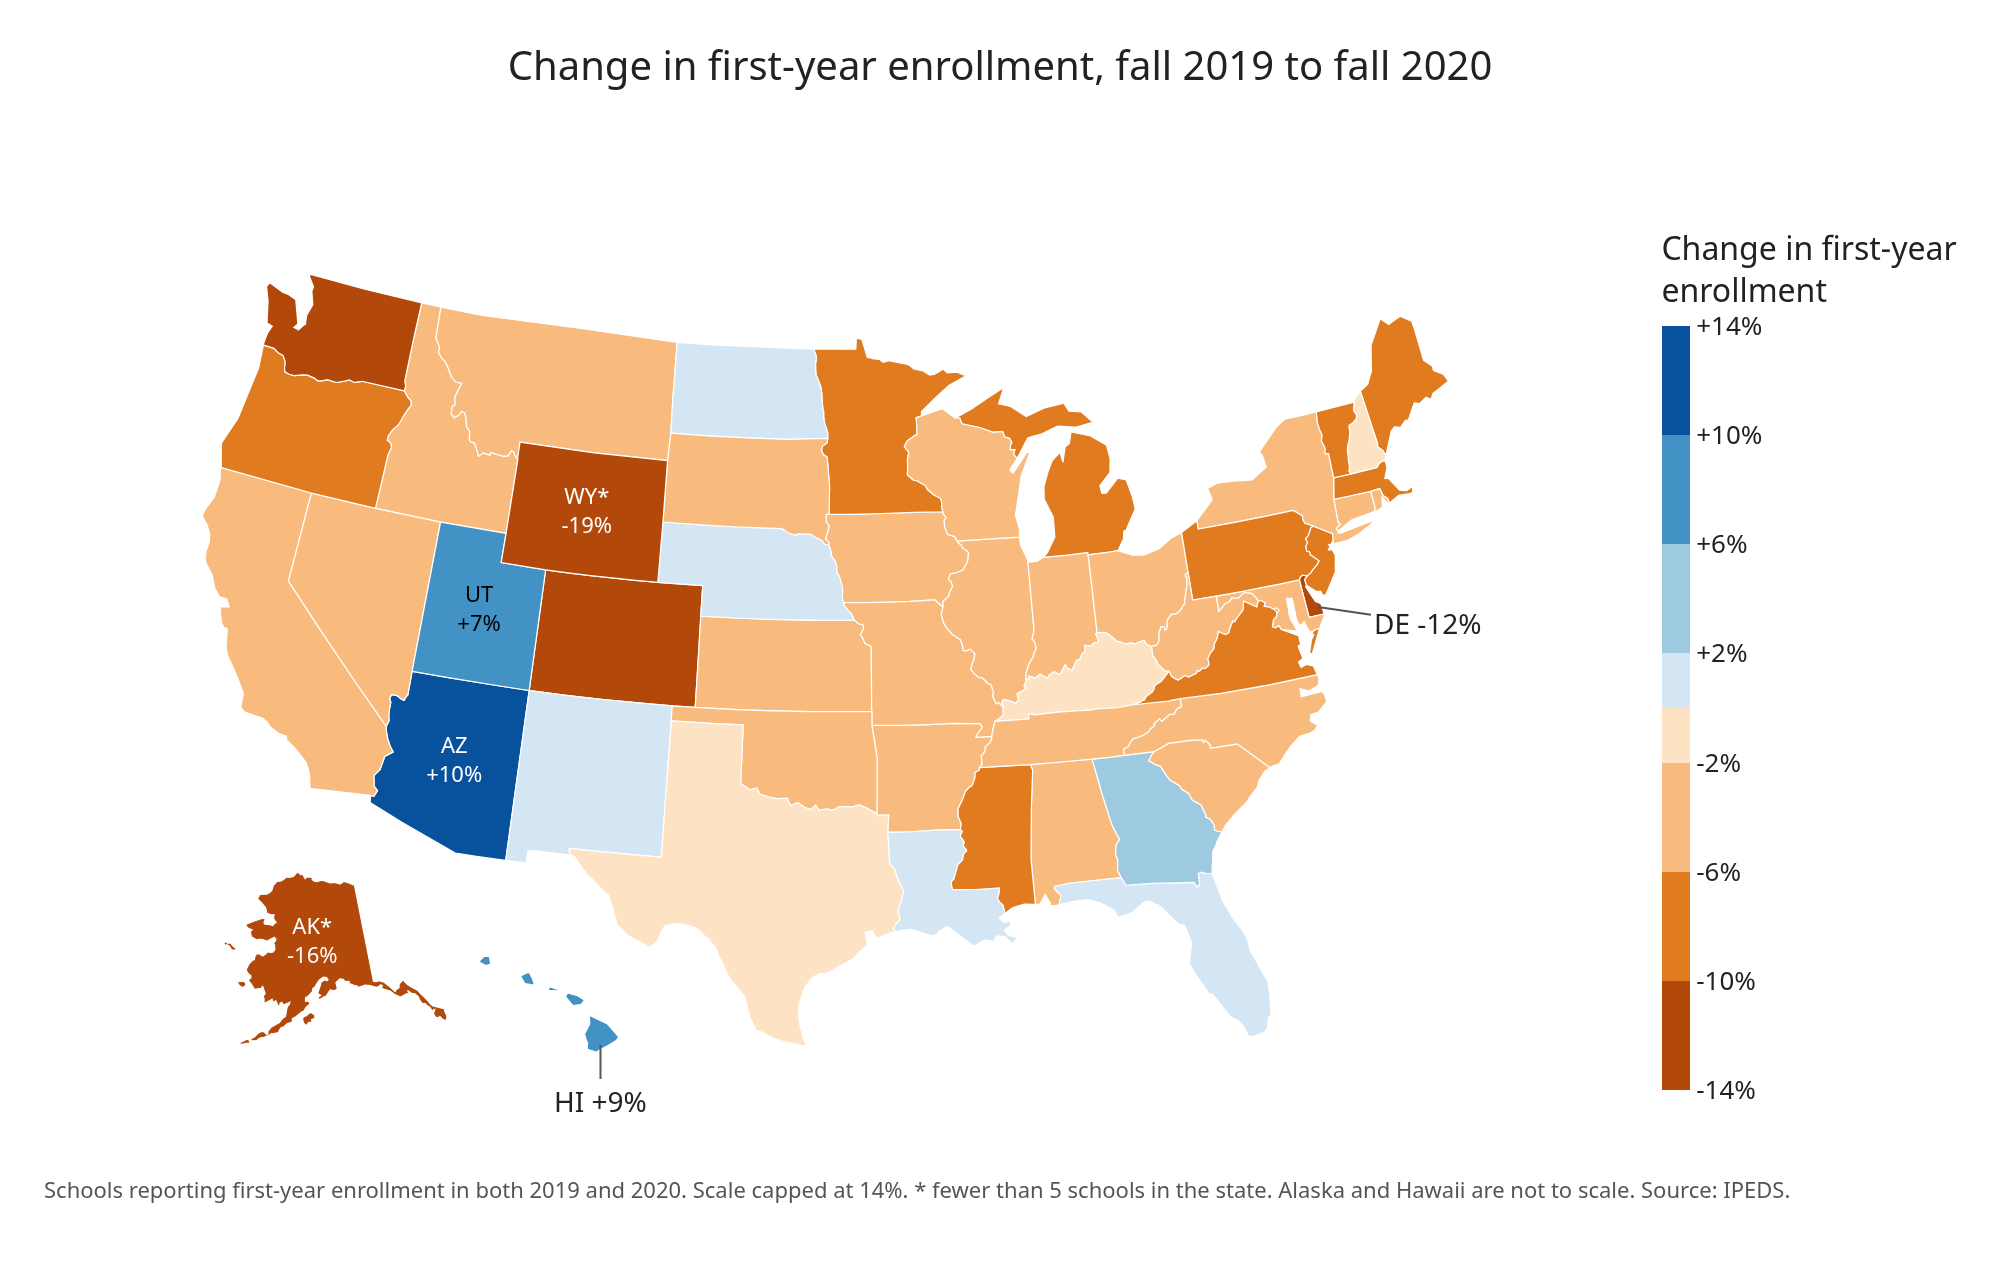 Change in first-year enrollment, fall 2019 to fall 2020
Change in first-year
enrollment
+14%
+10%
+6%
+2%
-2%
-6%
-10%
-14%
WY*
-19%
UT
+7%
DE -12%
AZ
+10%
AK*
-16%
HI +9%
Schools reporting first-year enrollment in both 2019 and 2020. Scale capped at 14%. * fewer than 5 schools in the state. Alaska and Hawaii are not to scale. Source: IPEDS.